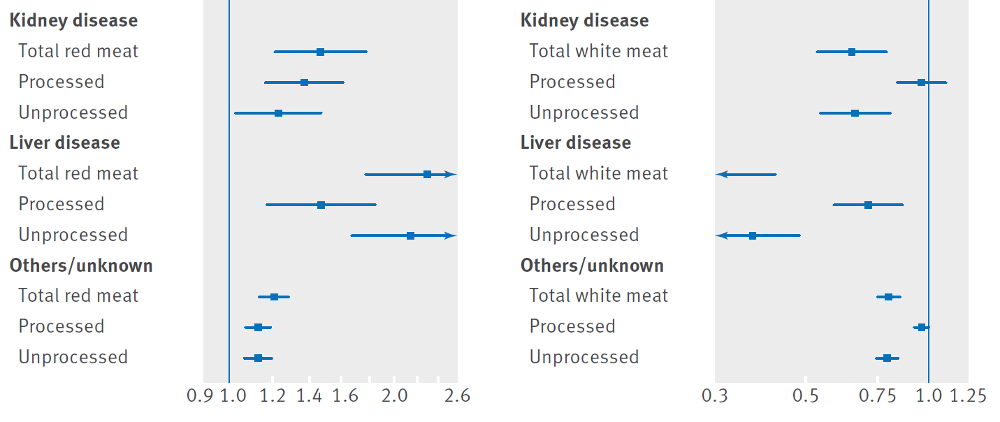 Kidney disease
Total red meat
Processed
Unprocessed
Liver disease
Total red meat
Processed
Unprocessed
Others/unknown
Total red meat
Processed
Unprocessed
0.9 1.0 1.2 1.4 1.6 2.0 2.6
Kidney disease
Total white meat
Processed
Unprocessed
Liver disease
Total white meat
Processed
Unprocessed
Others/unknown
Total white meat
Processed
Unprocessed
0.3 0.5 0.75 1.0 1.25